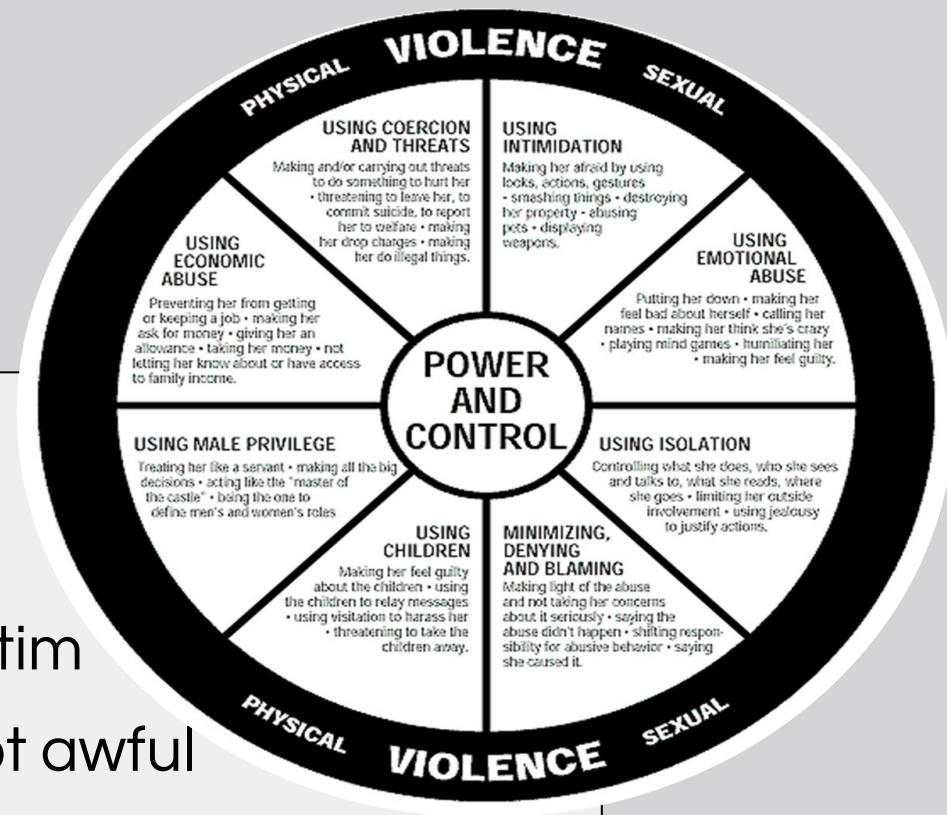 PHYSICAL VIOLENCE SEXUAL
USING COERCION
AND THREATS
Making and/or carrying out threats
to do something to hurt her
• threatening to leave her, to
commit suicide, to report
her to welfare • making
her drop charges • making
her do illegal things.
USING
INTIMIDATION
Making her afraid by using
looks, actions, gestures
• smashing things • destroying
her property • abusing
pets • displaying
weapons.
USING
EMOTIONAL
ABUSE
Putting her down • making her
feel bad about herself • calling her
names • making her think she's crazy
• playing mind games • humiliating her
• making her feel guilty.
USING ISOLATION
Controlling what she does, who she sees
and talks to, what she reads, where
she goes • limiting her outside
involvement • using jealousy
to justify actions.
MINIMIZING,
DENYING
AND BLAMING
Making light of the abuse
and not taking her concerns
about it seriously • saying the
abuse didn't happen • shifting respon-
sibility for abusive behavior • saying
she caused it.
USING
CHILDREN
Making her feel guilty
about the children • using
the children to relay messages
• using visitation to harass her
• threatening to take the
children away.
USING MALE PRIVILEGE
Treating her like a servant • making all the big
decisions • acting like the "master of
the castle" • being the one to
define men's and women's roles
USING
ECONOMIC
ABUSE
Preventing her from getting
or keeping a job • making her
ask for money • giving her an
allowance • taking her money • not
letting her know about or have access
to family income.
POWER
AND
CONTROL
PHYSICAL VIOLENCE SEXUAL
tim
ot awful